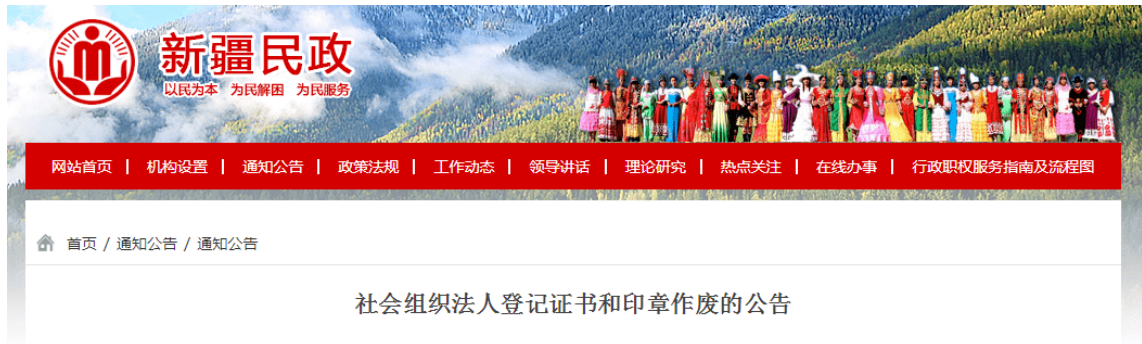 新疆民政
以民为本 为民解困 为民服务
网站首页 | 机构设置 | 通知公告 | 政策法规 | 工作动态 | 领导讲话 | 理论研究 | 热点关注 | 在线办事 | 行政职权服务指南及流程图
首页 / 通知公告 / 通知公告
社会组织法人登记证书和印章作废的公告